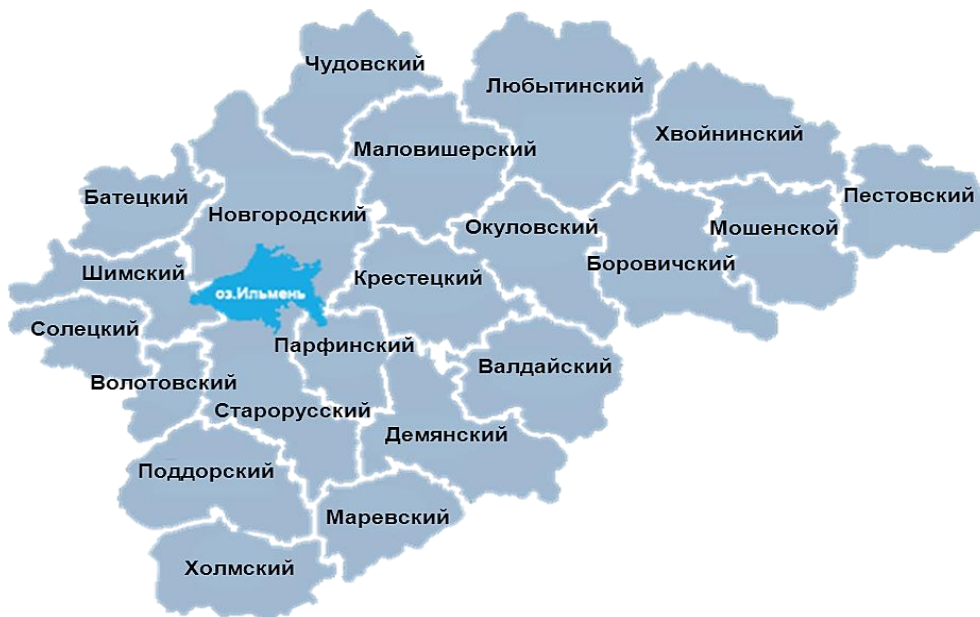 Чудовский
Любытинский
Хвойнинский
Маловишерский
Батецкий
Новгородский
Пестовский
Окуловский
Мошенской
Шимский
Крестецкий
Боровичский
оз.Ильмень
Солецкий
Парфинский
Валдайский
Волотовский
Старорусский
Демянский
Поддорский
Маревский
Холмский